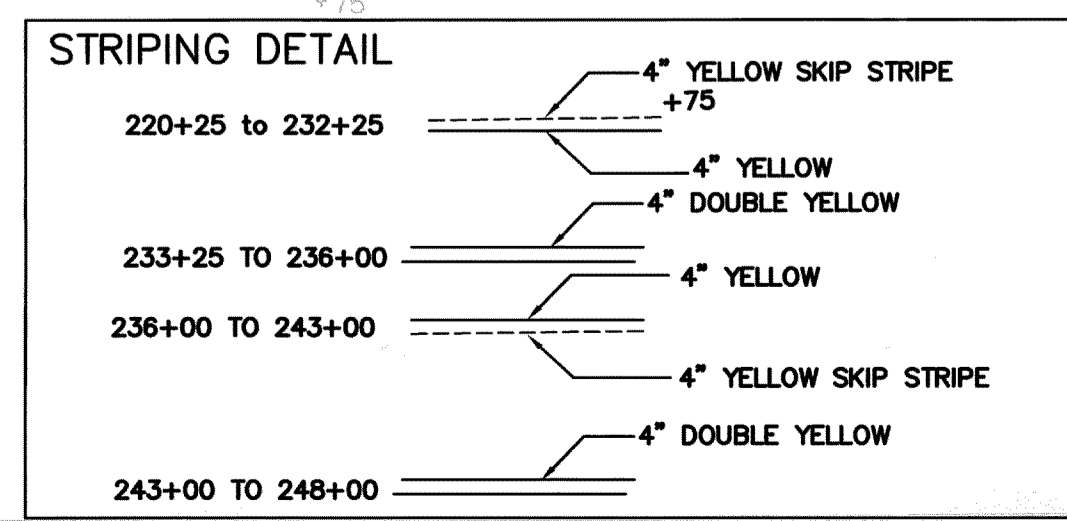 +75
STRIPING DETAIL
4" YELLOW SKIP STRIPE
+75
220+25 to 232+25
4" YELLOW
4" DOUBLE YELLOW
233+25 TO 236+00
4" YELLOW
236+00 TO 243+00
4" YELLOW SKIP STRIPE
4" DOUBLE YELLOW
243+00 TO 248+00